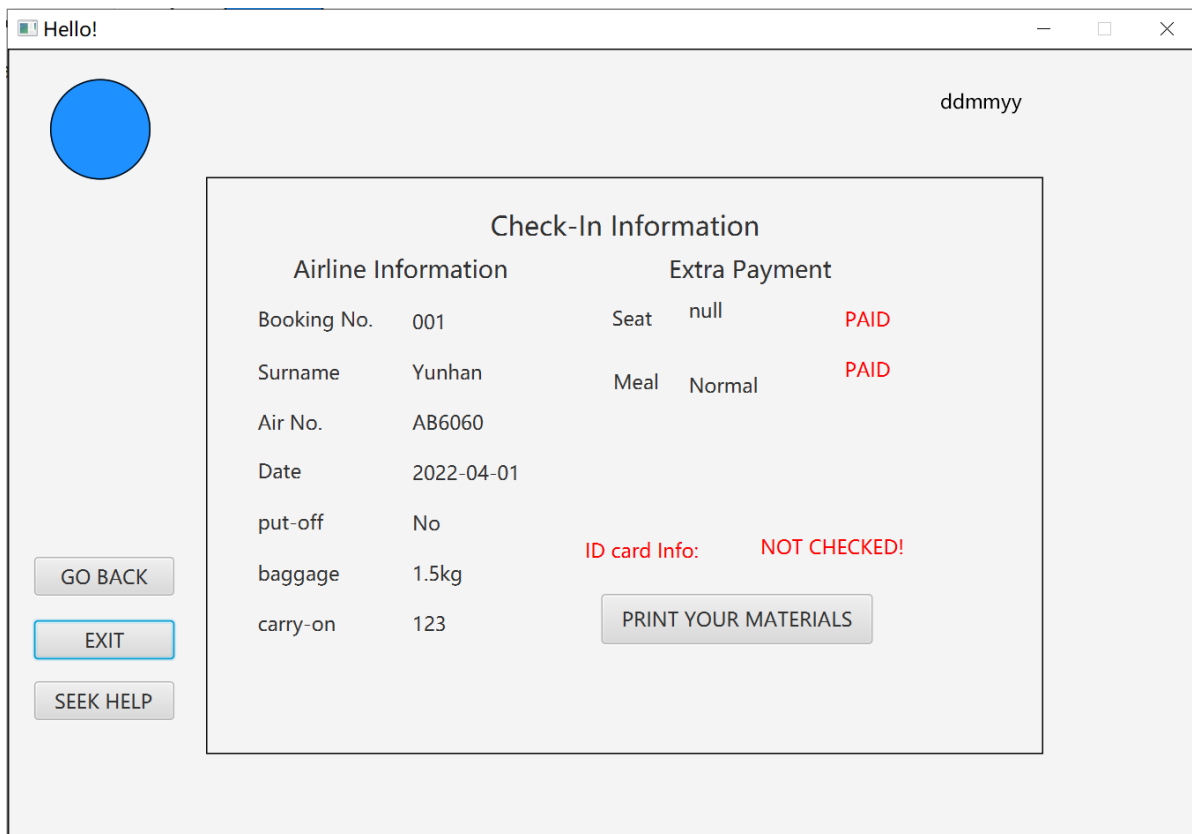 Hello!
ddmmyy
Check-In Information
Airline Information
Extra Payment
Booking No. 001
Seat null PAID
Surname Yunhan
Meal Normal PAID
Air No. AB6060
Date 2022-04-01
put-off No
ID card Info: NOT CHECKED!
baggage 1.5kg
carry-on 123
PRINT YOUR MATERIALS
GO BACK
EXIT
SEEK HELP